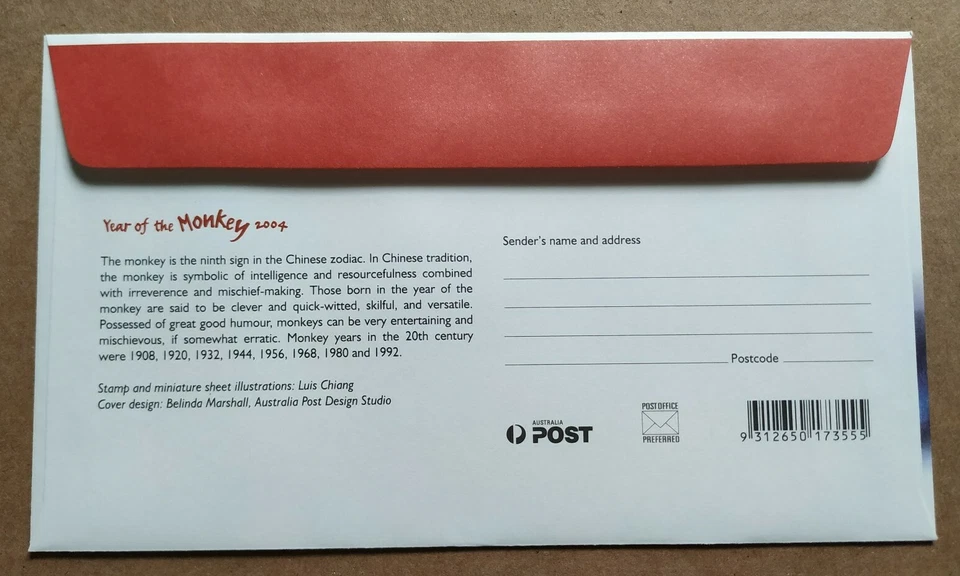 Year of the Monkey 2004
The monkey is the ninth sign in the Chinese zodiac. In Chinese tradition,
the monkey is symbolic of intelligence and resourcefulness combined
with irreverence and mischief-making. Those born in the year of the
monkey are said to be clever and quick-witted, skilful, and versatile.
Possessed of great good humour, monkeys can be very entertaining and
mischievous, if somewhat erratic. Monkey years in the 20th century
were 1908, 1920, 1932, 1944, 1956, 1968, 1980 and 1992.
Stamp and miniature sheet illustrations: Luis Chiang
Cover design: Belinda Marshall, Australia Post Design Studio
Sender's name and address
Postcode
AUSTRALIA
POST
POST OFFICE
PREFERRED
9 312650 173555